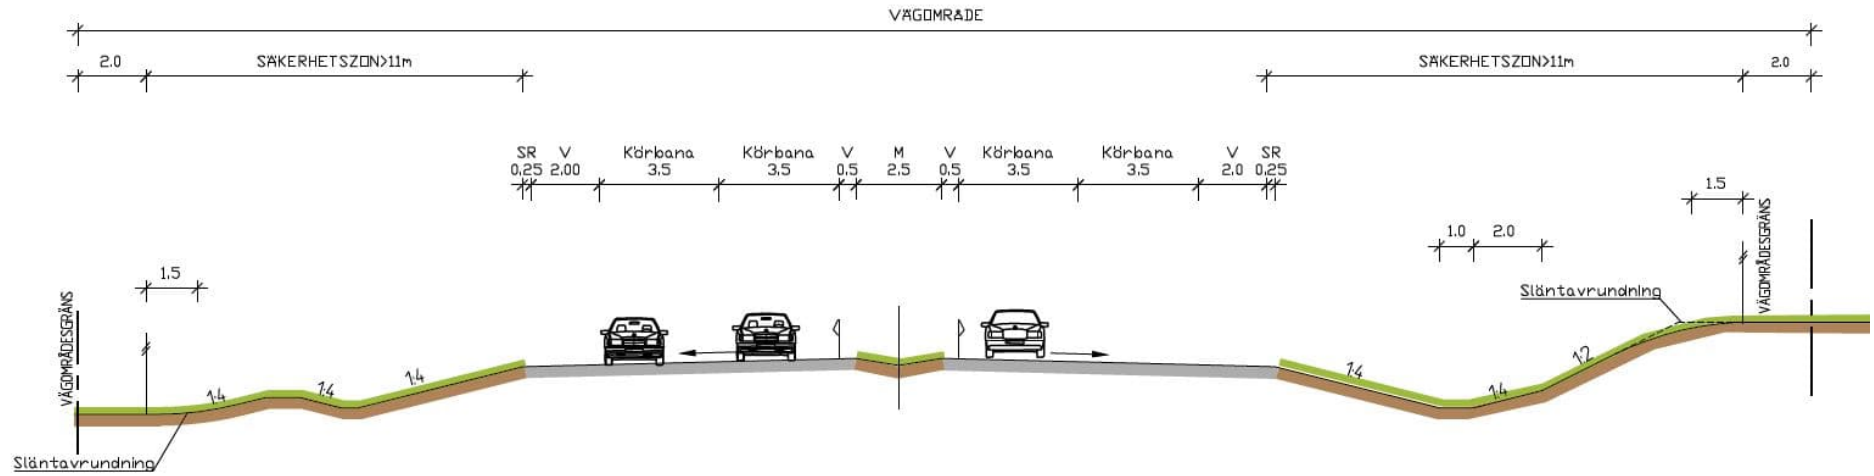 VÄGOMRÅDE
2.0
SÄKERHETSZON>11m
SÄKERHETSZON>11m
2.0
SR V Körbana Körbana V M V Körbana Körbana V SR
0,25 2.00 3.5 3.5 0.5 2.5 0.5 3.5 3.5 2.0 0.25
1.5
1.0 2.0
VÄGOMRÅDESGRÄNS
1.5
Släntavrundning
VÄGOMRÅDESGRÄNS
1:4
1:4
1:4
1:4
1:4
1:2
Släntavrundning